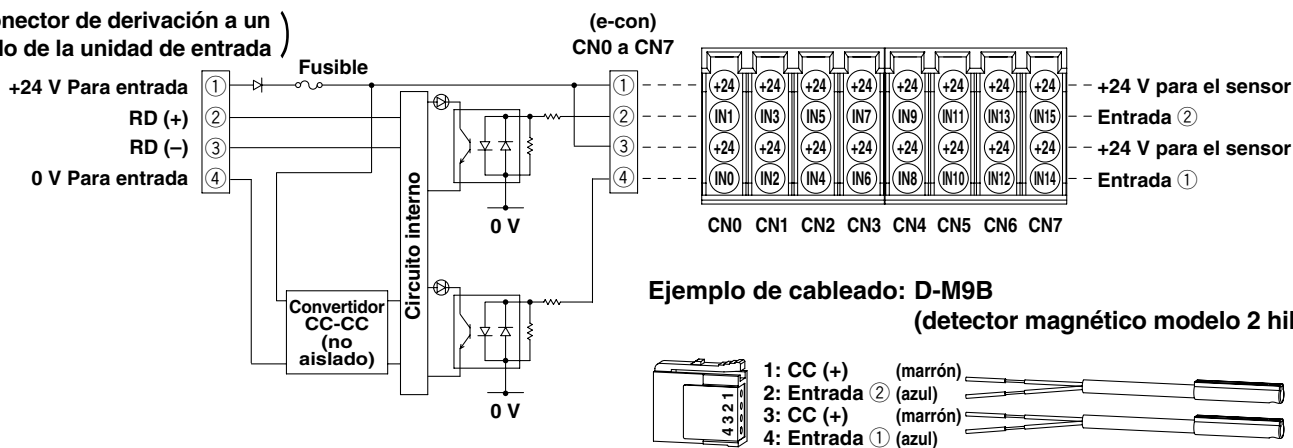 nector de derivación a un
do de la unidad de entrada )
+24 V Para entrada ①
RD (+) ②
RD (–) ③
0 V Para entrada ④
Fusible
Circuito interno
Convertidor
CC-CC
(no
aislado)
0 V
0 V
(e-con)
CN0 a CN7
①
②
③
④
+24 +24 +24 +24 +24 +24 +24 +24
IN1 IN3 IN5 IN7 IN9 IN11 IN13 IN15
+24 +24 +24 +24 +24 +24 +24 +24
IN0 IN2 IN4 IN6 IN8 IN10 IN12 IN14
CN0 CN1 CN2 CN3 CN4 CN5 CN6 CN7
+24 V para el sensor
Entrada ②
+24 V para el sensor
Entrada ①
Ejemplo de cableado: D-M9B
(detector magnético modelo 2 hil
4 3 2 1
1: CC (+) (marrón)
2: Entrada ② (azul)
3: CC (+) (marrón)
4: Entrada ① (azul)